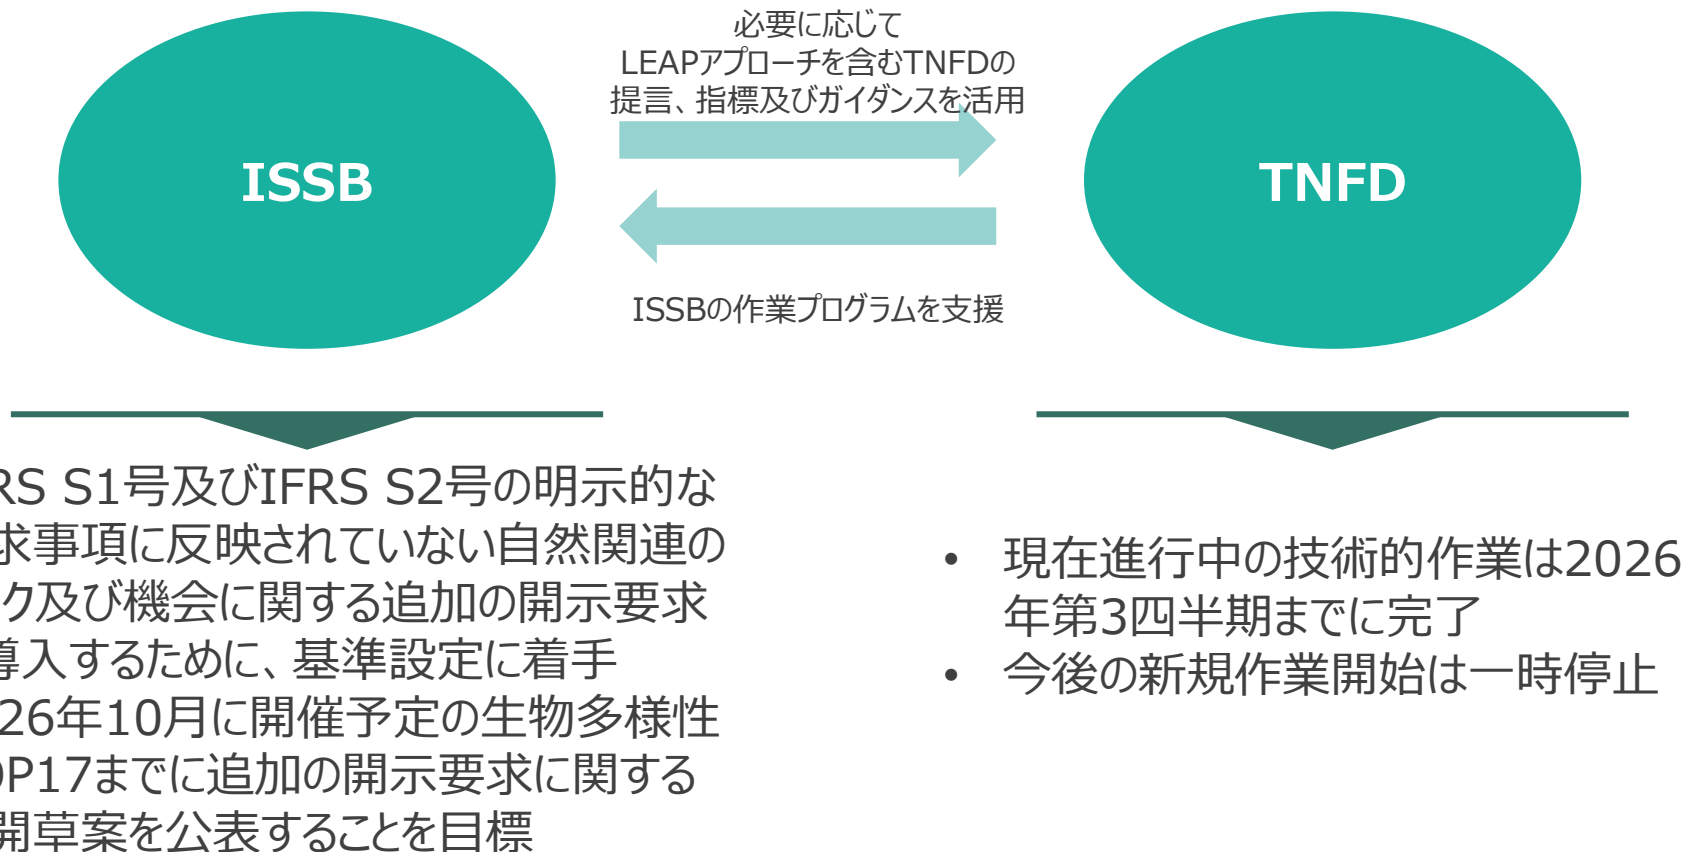 必要に応じて
LEAPアプローチを含むTNFDの
提言、指標及びガイダンスを活用
ISSB
TNFD
ISSBの作業プログラムを支援
RS S1号及びIFRS S2号の明示的な
求事項に反映されていない自然関連の
ク及び機会に関する追加の開示要求
導入するために、基準設定に着手
26年10月に開催予定の生物多様性
OP17までに追加の開示要求に関する
開草案を公表することを目標
• 現在進行中の技術的作業は2026
年第3四半期までに完了
• 今後の新規作業開始は一時停止